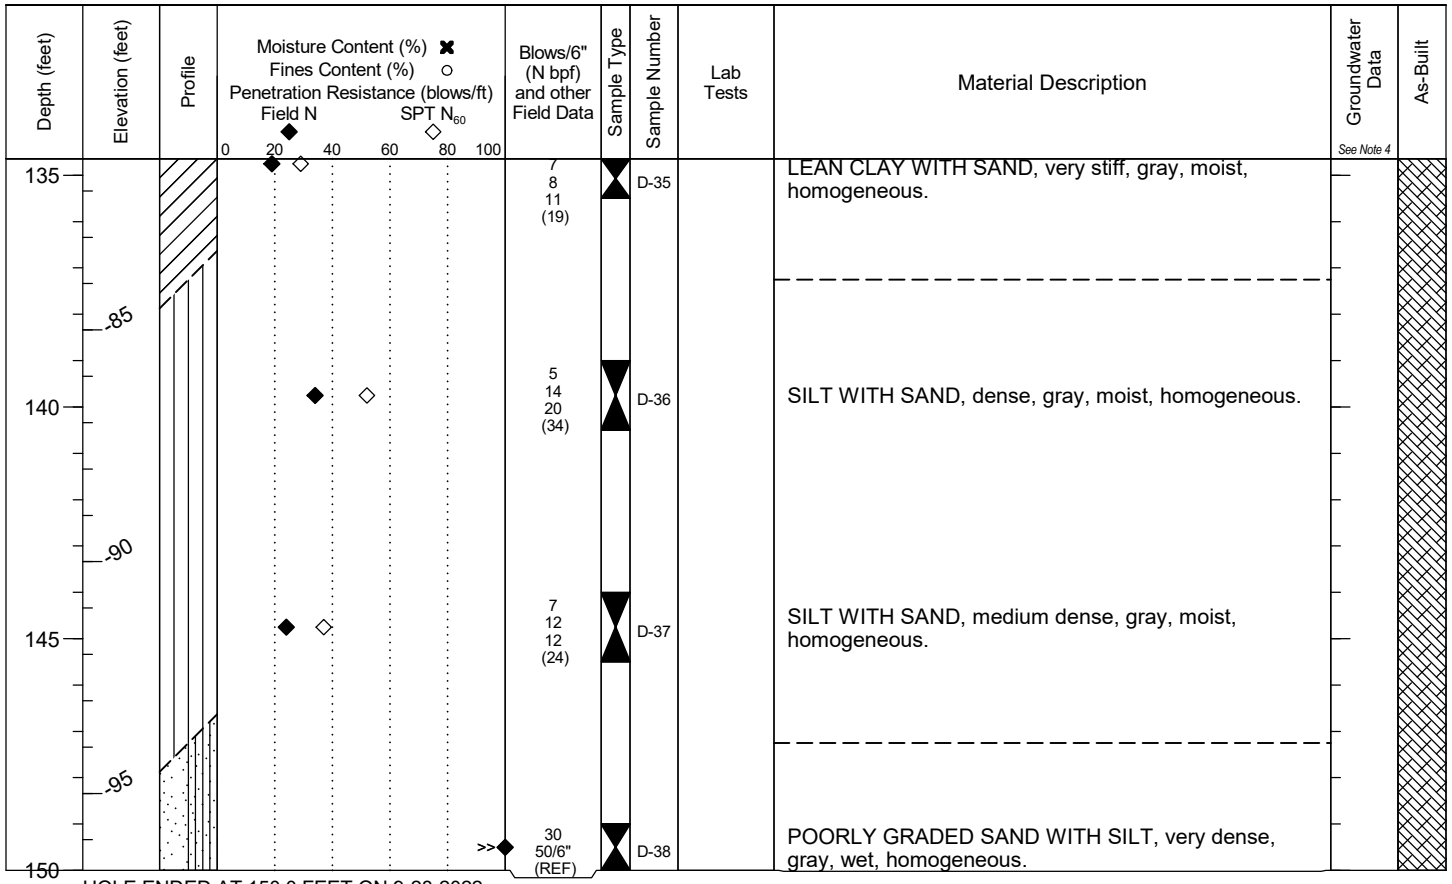 Depth (feet)
Elevation (feet)
Profile
Moisture Content (%)
Fines Content (%)
Penetration Resistance (blows/ft)
Field N SPT N60
0 20 40 60 80 100
Blows/6"
(N bpf)
and other
Field Data
Sample Type
Sample Number
Lab
Tests
Material Description
Groundwater
Data
See Note 4
As-Built
135
7
8
11
(19)
D-35
LEAN CLAY WITH SAND, very stiff, gray, moist,
homogeneous.
-85
140
5
14
20
(34)
D-36
SILT WITH SAND, dense, gray, moist, homogeneous.
-90
145
7
12
12
(24)
D-37
SILT WITH SAND, medium dense, gray, moist,
homogeneous.
-95
150
>>
30
50/6"
(REF)
D-38
POORLY GRADED SAND WITH SILT, very dense,
gray, wet, homogeneous.